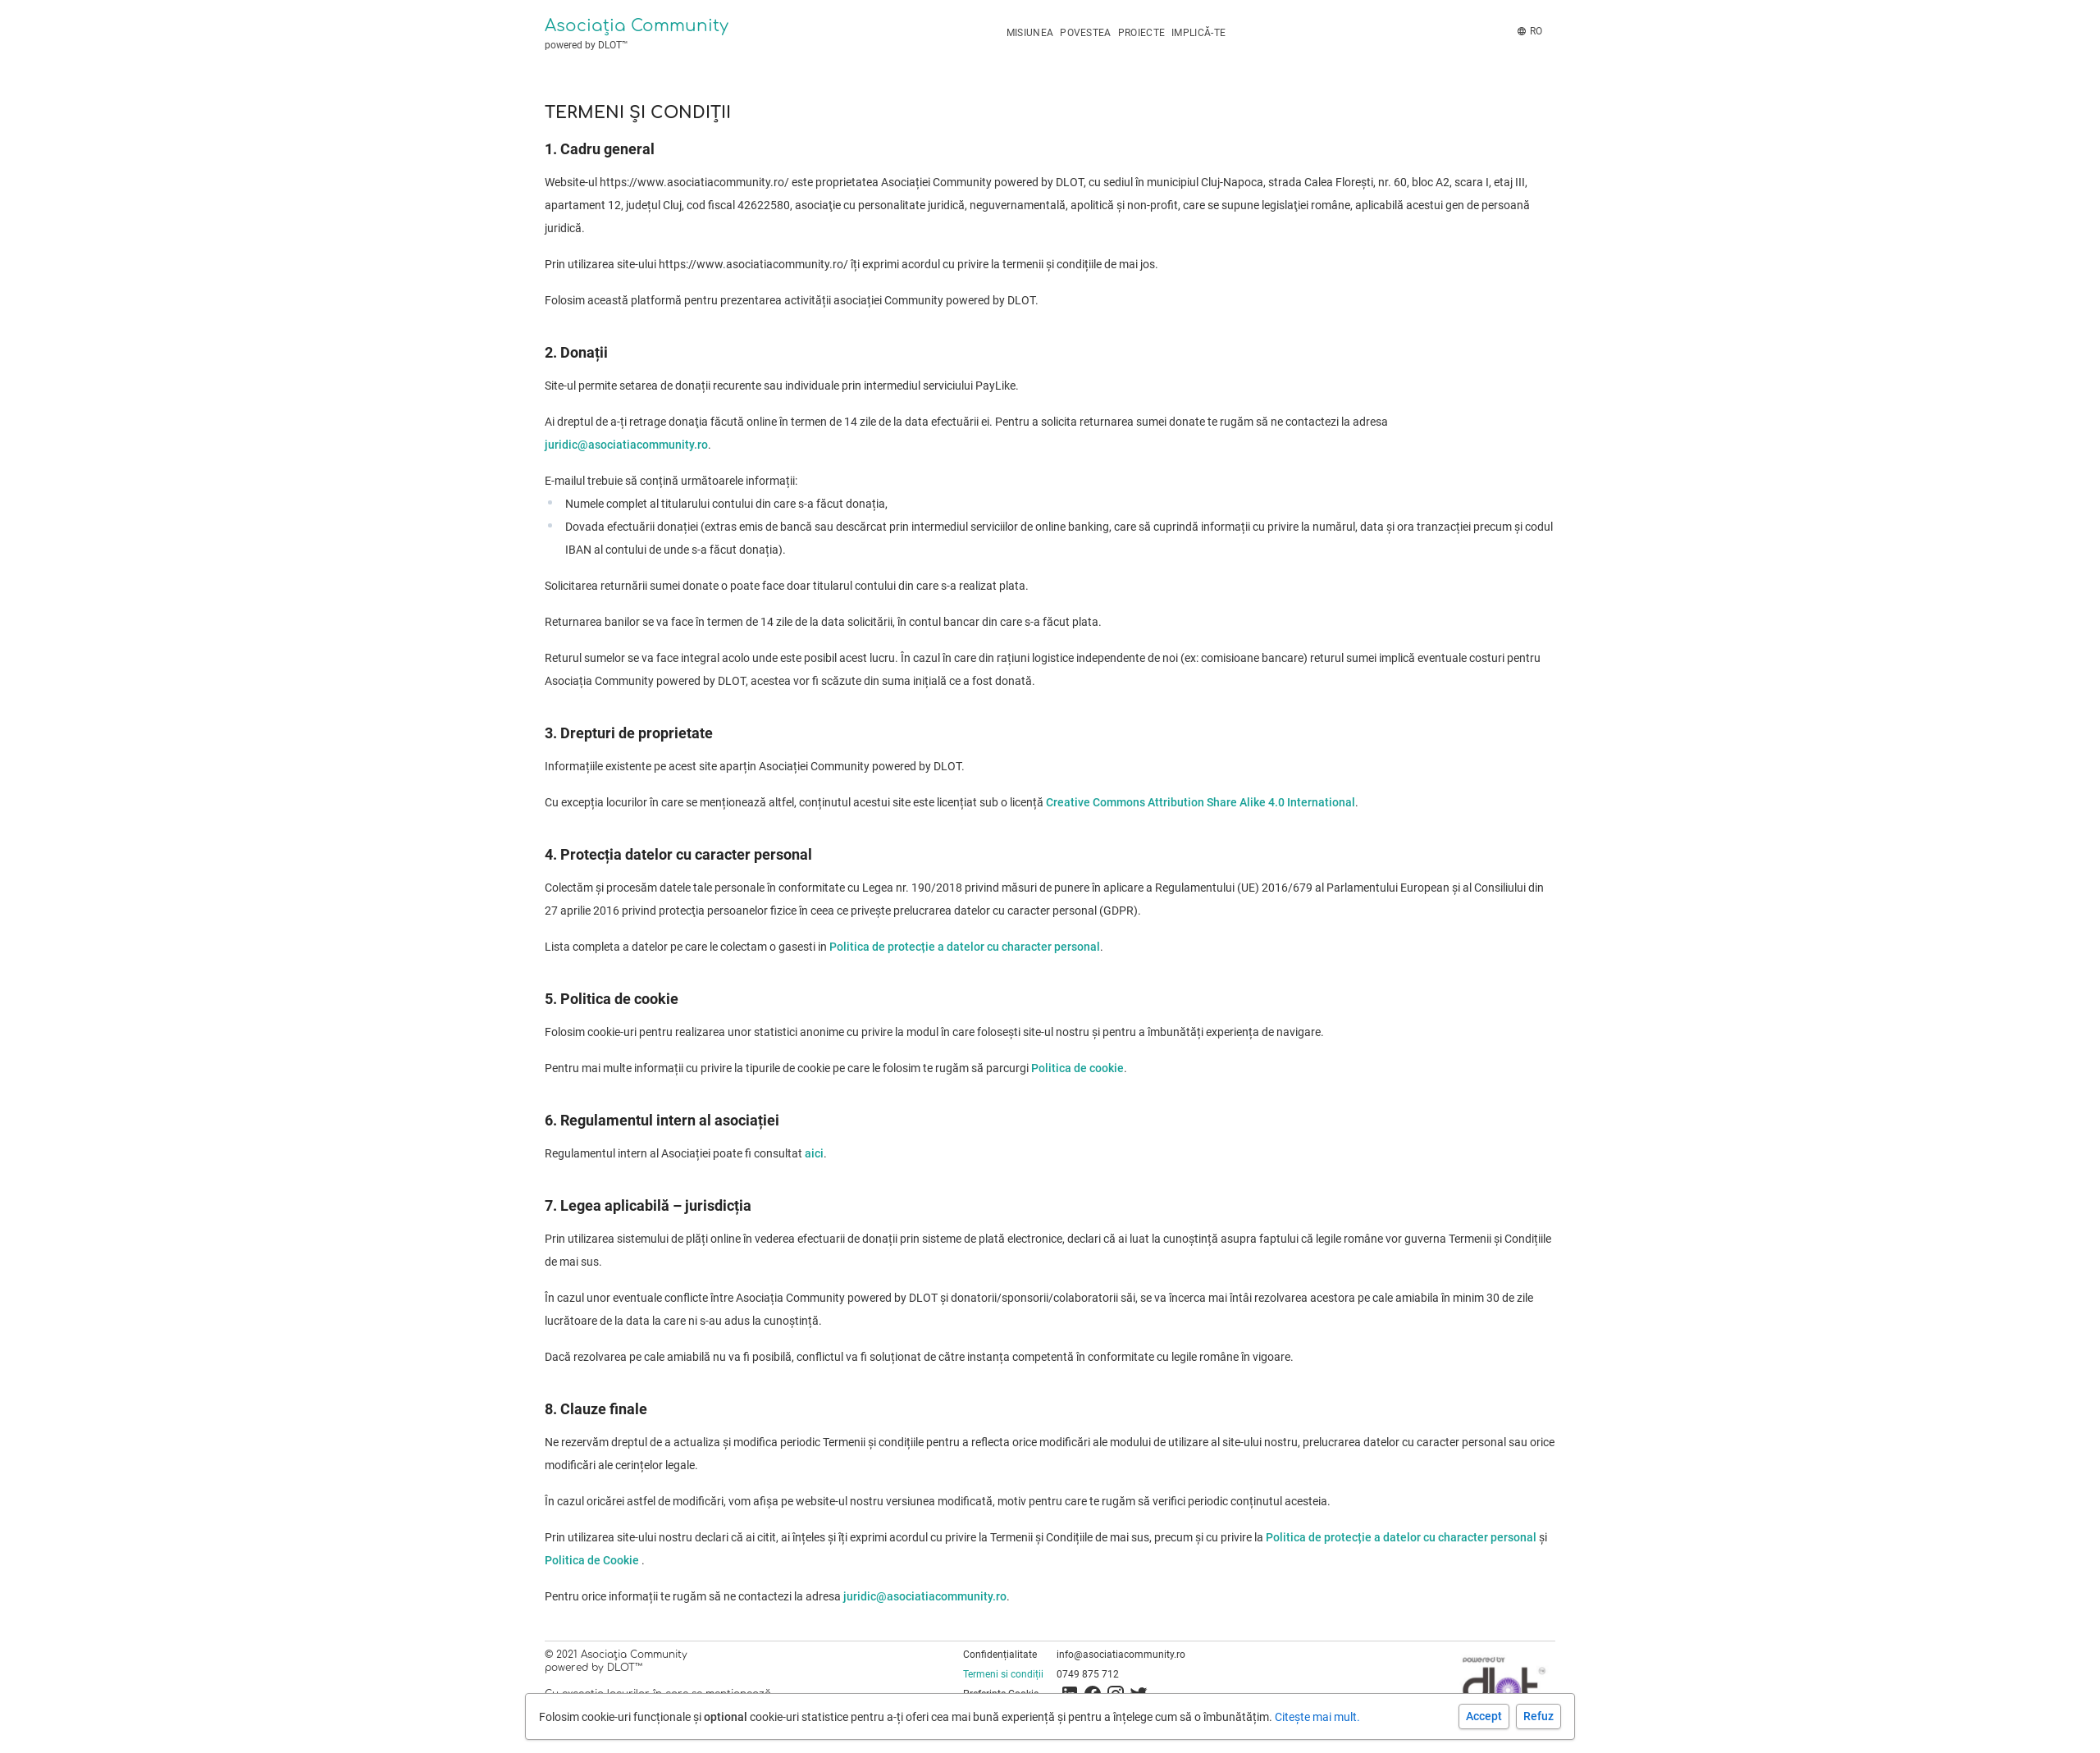 Asociația Community
powered by DLOT™
MISIUNEA POVESTEA PROIECTE IMPLICĂ-TE
RO
TERMENI ȘI CONDIȚII
1. Cadru general
Website-ul https://www.asociatiacommunity.ro/ este proprietatea Asociației Community powered by DLOT, cu sediul în municipiul Cluj-Napoca, strada Calea Florești, nr. 60, bloc A2, scara I, etaj III,
apartament 12, județul Cluj, cod fiscal 42622580, asociație cu personalitate juridică, neguvernamentală, apolitică și non-profit, care se supune legislației române, aplicabilă acestui gen de persoană
juridică.
Prin utilizarea site-ului https://www.asociatiacommunity.ro/ îți exprimi acordul cu privire la termenii și condițiile de mai jos.
Folosim această platformă pentru prezentarea activității asociației Community powered by DLOT.
2. Donații
Site-ul permite setarea de donații recurente sau individuale prin intermediul serviciului PayLike.
Ai dreptul de a-ți retrage donația făcută online în termen de 14 zile de la data efectuării ei. Pentru a solicita returnarea sumei donate te rugăm să ne contactezi la adresa
juridic@asociatiacommunity.ro.
E-mailul trebuie să conțină următoarele informații:
Numele complet al titularului contului din care s-a făcut donația,
Dovada efectuării donației (extras emis de bancă sau descărcat prin intermediul serviciilor de online banking, care să cuprindă informații cu privire la numărul, data și ora tranzacției precum și codul
IBAN al contului de unde s-a făcut donația).
Solicitarea returnării sumei donate o poate face doar titularul contului din care s-a realizat plata.
Returnarea banilor se va face în termen de 14 zile de la data solicitării, în contul bancar din care s-a făcut plata.
Returul sumelor se va face integral acolo unde este posibil acest lucru. În cazul în care din rațiuni logistice independente de noi (ex: comisioane bancare) returul sumei implică eventuale costuri pentru
Asociația Community powered by DLOT, acestea vor fi scăzute din suma inițială ce a fost donată.
3. Drepturi de proprietate
Informațiile existente pe acest site aparțin Asociației Community powered by DLOT.
Cu excepția locurilor în care se menționează altfel, conținutul acestui site este licențiat sub o licență Creative Commons Attribution Share Alike 4.0 International.
4. Protecția datelor cu caracter personal
Colectăm și procesăm datele tale personale în conformitate cu Legea nr. 190/2018 privind măsuri de punere în aplicare a Regulamentului (UE) 2016/679 al Parlamentului European și al Consiliului din
27 aprilie 2016 privind protecția persoanelor fizice în ceea ce privește prelucrarea datelor cu caracter personal (GDPR).
Lista completa a datelor pe care le colectam o gasesti in Politica de protecție a datelor cu character personal.
5. Politica de cookie
Folosim cookie-uri pentru realizarea unor statistici anonime cu privire la modul în care folosești site-ul nostru și pentru a îmbunătăți experiența de navigare.
Pentru mai multe informații cu privire la tipurile de cookie pe care le folosim te rugăm să parcurgi Politica de cookie.
6. Regulamentul intern al asociației
Regulamentul intern al Asociației poate fi consultat aici.
7. Legea aplicabilă – jurisdicția
Prin utilizarea sistemului de plăți online în vederea efectuarii de donații prin sisteme de plată electronice, declari că ai luat la cunoștință asupra faptului că legile române vor guverna Termenii și Condițiile
de mai sus.
În cazul unor eventuale conflicte între Asociația Community powered by DLOT și donatorii/sponsorii/colaboratorii săi, se va încerca mai întâi rezolvarea acestora pe cale amiabila în minim 30 de zile
lucrătoare de la data la care ni s-au adus la cunoștință.
Dacă rezolvarea pe cale amiabilă nu va fi posibilă, conflictul va fi soluționat de către instanța competentă în conformitate cu legile române în vigoare.
8. Clauze finale
Ne rezervăm dreptul de a actualiza și modifica periodic Termenii și condițiile pentru a reflecta orice modificări ale modului de utilizare al site-ului nostru, prelucrarea datelor cu caracter personal sau orice
modificări ale cerințelor legale.
În cazul oricărei astfel de modificări, vom afișa pe website-ul nostru versiunea modificată, motiv pentru care te rugăm să verifici periodic conținutul acesteia.
Prin utilizarea site-ului nostru declari că ai citit, ai înțeles și îți exprimi acordul cu privire la Termenii și Condițiile de mai sus, precum și cu privire la Politica de protecție a datelor cu character personal și
Politica de Cookie .
Pentru orice informații te rugăm să ne contactezi la adresa juridic@asociatiacommunity.ro.
© 2021 Asociația Community
powered by DLOT™
Cu excepția locurilor în care se menționează
Confidențialitate
Termeni si condiții
Preferințe Cookie
info@asociatiacommunity.ro
0749 875 712
powered by
dlot
Folosim cookie-uri funcționale și optional cookie-uri statistice pentru a-ți oferi cea mai bună experiență și pentru a înțelege cum să o îmbunătățim. Citește mai mult.
Accept Refuz